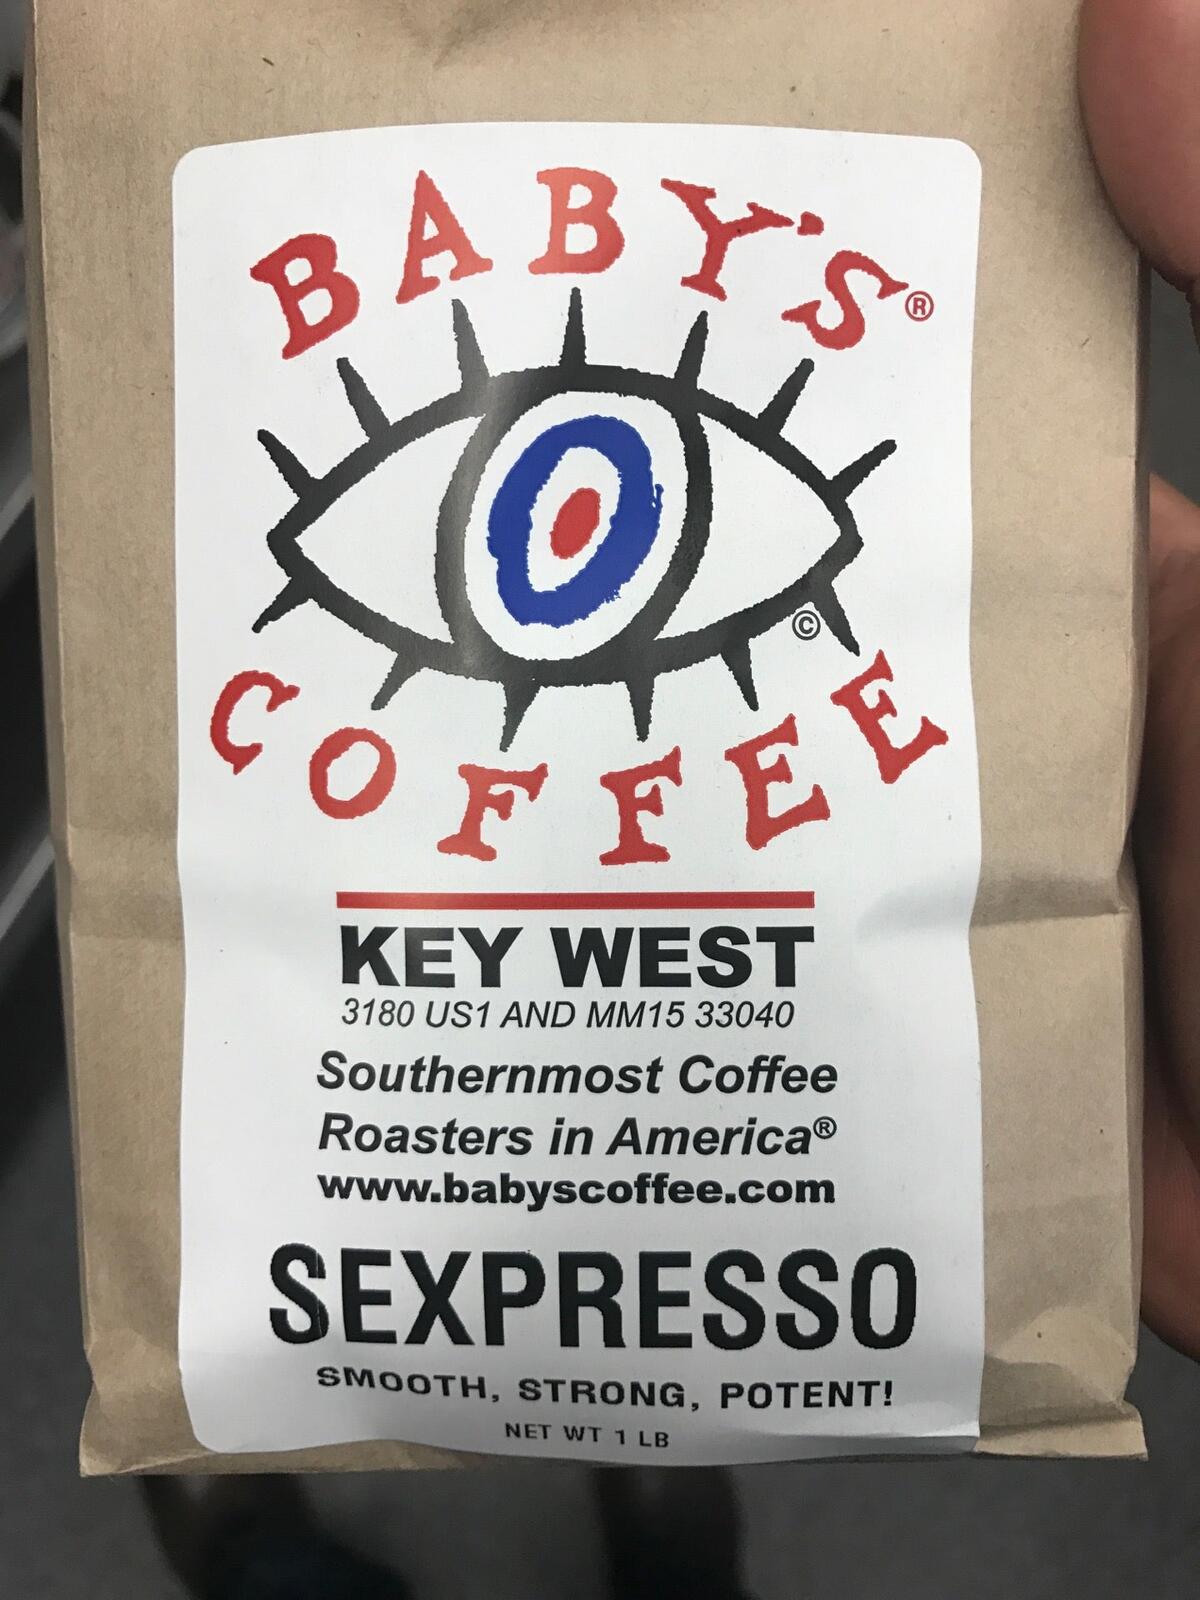 BABY'S®
©
COFFEE
KEY WEST
3180 US1 AND MM15 33040
Southernmost Coffee
Roasters in America®
www.babyscoffee.com
SEXPRESSO
SMOOTH, STRONG, POTENT!
NET WT 1 LB